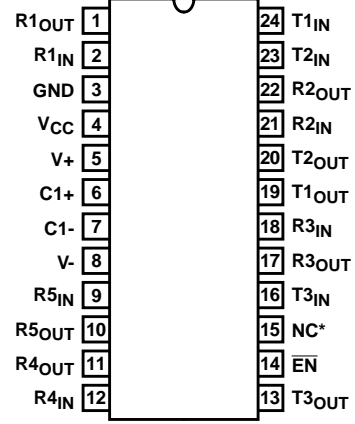 R1OUT 1 24 T1IN
R1IN 2 23 T2IN
GND 3 22 R2OUT
VCC 4 21 R2IN
V+ 5 20 T2OUT
C1+ 6 19 T1OUT
C1- 7 18 R3IN
V- 8 17 R3OUT
R5IN 9 16 T3IN
R5OUT 10 15 NC*
R4OUT 11 14 EN
R4IN 12 13 T3OUT